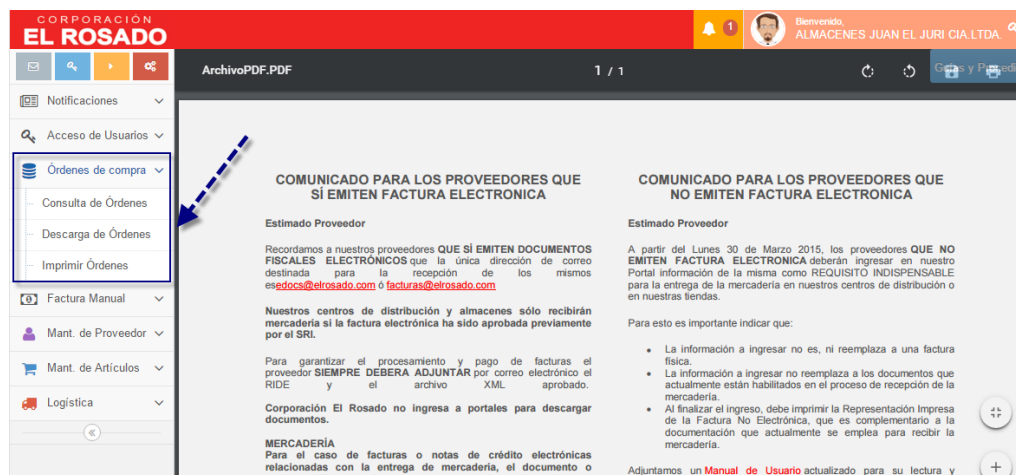 CORPORACIÓN
EL ROSADO
1
Bienvenido,
ALMACENES JUAN EL JURI CIA.LTDA.
ArchivoPDF.PDF
1 / 1
Notificaciones
Acceso de Usuarios
Órdenes de compra
Consulta de Órdenes
Descarga de Órdenes
Imprimir Órdenes
Factura Manual
Mant. de Proveedor
Mant. de Artículos
Logística
COMUNICADO PARA LOS PROVEEDORES QUE
SÍ EMITEN FACTURA ELECTRONICA
Estimado Proveedor
Recordamos a nuestros proveedores QUE SÍ EMITEN DOCUMENTOS
FISCALES ELECTRÓNICOS que la única dirección de correo
destinada para la recepción de los mismos
esedocs@elrosado.com ó facturas@elrosado.com
Nuestros centros de distribución y almacenes sólo recibirán
mercadería si la factura electrónica ha sido aprobada previamente
por el SRI.
Para garantizar el procesamiento y pago de facturas el
proveedor SIEMPRE DEBERA ADJUNTAR por correo electrónico el
RIDE y el archivo XML aprobado.
Corporación El Rosado no ingresa a portales para descargar
documentos.
MERCADERÍA
Para el caso de facturas o notas de crédito electrónicas
relacionadas con la entrega de mercadería, el documento o
COMUNICADO PARA LOS PROVEEDORES QUE
NO EMITEN FACTURA ELECTRONICA
Estimado Proveedor
A partir del Lunes 30 de Marzo 2015, los proveedores QUE NO
EMITEN FACTURA ELECTRONICA deberán ingresar en nuestro
Portal información de la misma como REQUISITO INDISPENSABLE
para la entrega de la mercadería en nuestros centros de distribución o
en nuestras tiendas.
Para esto es importante indicar que:
• La información a ingresar no es, ni reemplaza a una factura
física.
• La información a ingresar no reemplaza a los documentos que
actualmente están habilitados en el proceso de recepción de la
mercadería.
• Al finalizar el ingreso, debe imprimir la Representación Impresa
de la Factura No Electrónica, que es complementario a la
documentación que actualmente se emplea para recibir la
mercadería.
Adjuntamos un Manual de Usuario actualizado para su lectura y